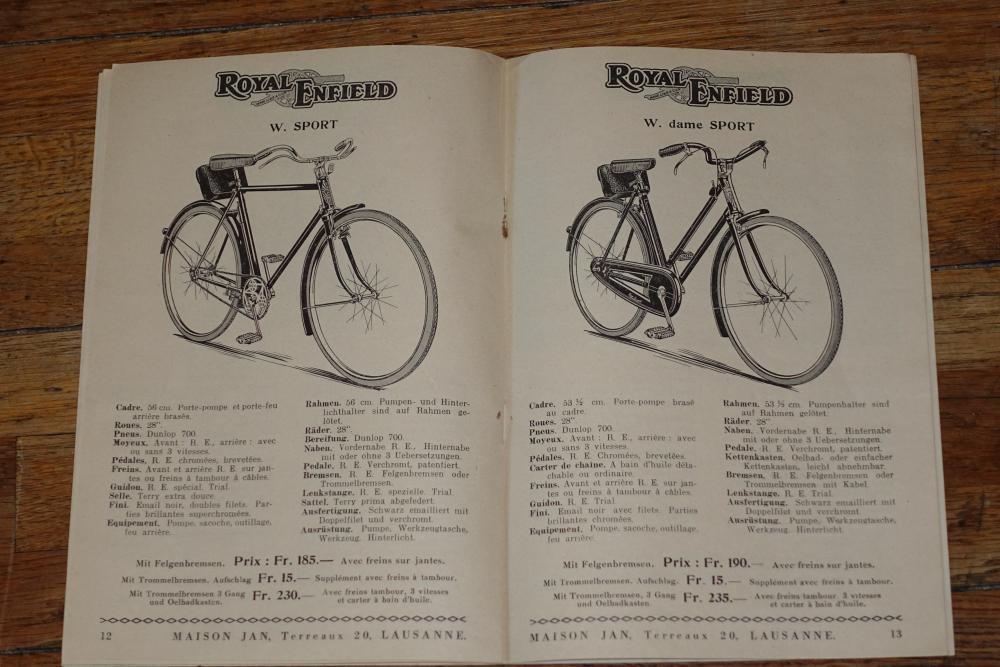 ROYAL ENFIELD
W. SPORT
Cadre. 56 cm. Porte-pompe et porte-feu
arrière brasés.
Roues. 28".
Pneus. Dunlop 700.
Moyeux. Avant : R. E., arrière : avec
ou sans 3 vitesses.
Pédales, R. E. chromées, brevetées.
Freins. Avant et arrière R. E. sur jan-
tes ou freins à tambour à câbles.
Guidon. R. E. spécial. Trial.
Selle. Terry extra douce.
Fini. Email noir, doubles filets. Par-
ties brillantes superchromées.
Equipement. Pompe, sacoche, outillage,
feu arrière.
Rahmen. 56 cm. Pumpen- und Hinter-
lichthalter sind auf Rahmen ge-
lötet.
Räder. 28".
Bereifung. Dunlop 700.
Naben. Vordernabe R. E., Hinternabe
mit oder ohne 3 Uebersetzungen.
Pedale. R. E. Verchromt, patentiert.
Bremsen. R. E. Felgenbremsen oder
Trommelbremsen.
Lenkstange. R. E. spezielle. Trial.
Sattel. Terry prima abgefedert.
Ausfertigung. Schwarz emailliert mit
Doppelfilet und verchromt.
Ausrüstung. Pumpe, Werkzeugtasche,
Werkzeug. Hinterlicht.
Mit Felgenbremsen. Prix : Fr. 185.— Avec freins sur jantes.
Mit Trommelbremsen. Aufschlag Fr. 15.— Supplément avec freins à tambour.
Mit Trommelbremsen 3 Gang und Oelbadkasten. Fr. 230.— Avec freins tambour, 3 vitesses et carter à bain d'huile.
12 MAISON JAN, Terreaux 20, LAUSANNE.
ROYAL ENFIELD
W. dame SPORT
Cadre. 53 ½ cm. Porte-pompe brasé
au cadre.
Roues. 28".
Pneus. Dunlop 700.
Moyeux. Avant : R. E., arrière : avec
ou sans 3 vitesses.
Pédales. R. E. Chromées, brevetées.
Carter de chaîne. A bain d'huile déta-
chable ou ordinaire.
Freins. Avant et arrière R. E. sur jan-
tes ou freins à tambour à câbles.
Guidon. R. E. Trial.
Fini. Email noir avec filets. Parties
brillantes chromées.
Equipement. Pompe, sacoche, outillage,
feu arrière.
Rahmen. 53 ½ cm. Pumpenhalter sind
auf Rahmen gelötet.
Räder. 28".
Naben. Vordernabe R. E., Hinternabe
mit oder ohne 3 Uebersetzungen.
Pedale. R. E. Verchromt, patentiert.
Kettenkasten. Oelbad- oder einfacher
Kettenkasten, leicht abnehmbar.
Bremsen. R. E. Felgenbremsen oder
Trommelbremsen mit Kabel.
Lenkstange. R. E. Trial.
Ausfertigung. Schwarz emailliert mit
Doppelfilet und verchromt.
Ausrüstung. Pumpe, Werkzeugtasche,
Werkzeug. Hinterlicht.
Mit Felgenbremsen. Prix : Fr. 190.— Avec freins sur jantes.
Mit Trommelbremsen. Aufschlag. Fr. 15.— Supplément avec freins à tambour.
Mit Trommelbremsen 3 Gang und Oelbadkasten. Fr. 235.— Avec freins tambour, 3 vitesses et carter à bain d'huile.
MAISON JAN, Terreaux 20, LAUSANNE. 13